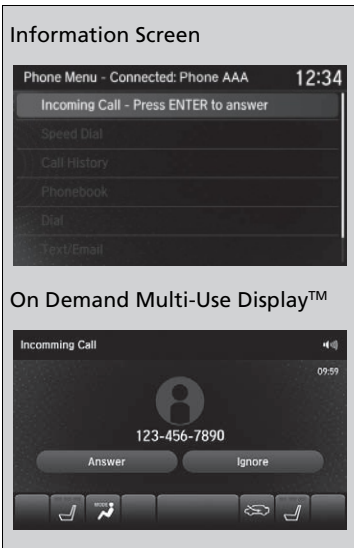 Information Screen
Phone Menu - Connected: Phone AAA 12:34
Incoming Call - Press ENTER to answer
Speed Dial
Call History
Phonebook
Dial
Text/Email
On Demand Multi-Use Display™
Incomming Call
09:59
123-456-7890
Answer Ignore
MODE